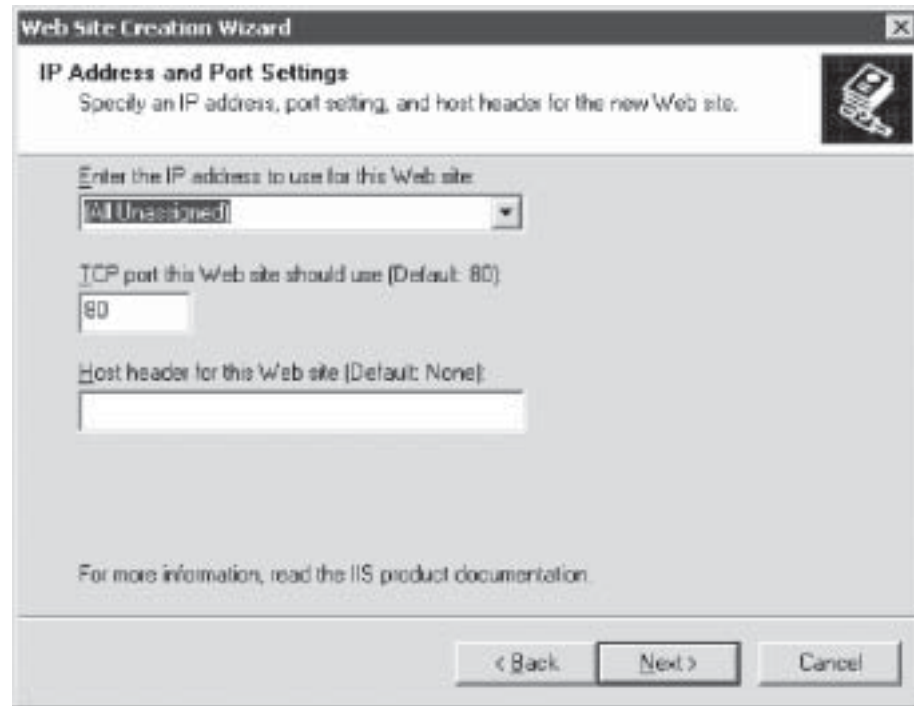 Web Site Creation Wizard
IP Address and Port Settings
Specify an IP address, port setting, and host header for the new Web site.
Enter the IP address to use for this Web site:
(All Unassigned)
TCP port this Web site should use (Default: 80):
80
Host header for this Web site (Default: None):
For more information, read the IIS product documentation.
< Back
Next >
Cancel